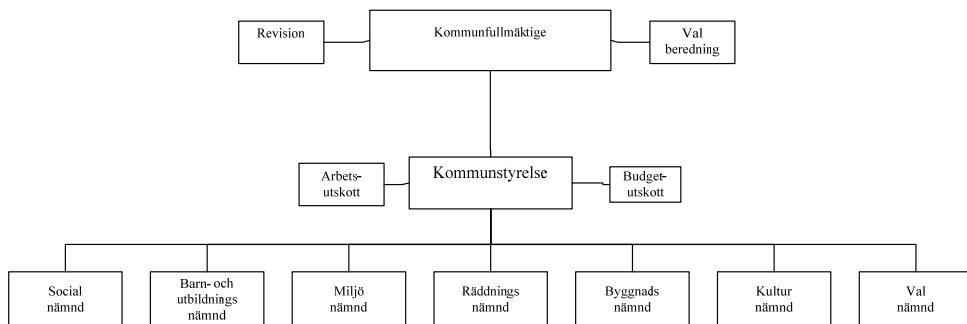 Revision
Kommunfullmäktige
Val
beredning
Arbets-
utskott
Kommunstyrelse
Budget-
utskott
Social
nämnd
Barn- och
utbildnings
nämnd
Miljö
nämnd
Räddnings
nämnd
Byggnads
nämnd
Kultur
nämnd
Val
nämnd